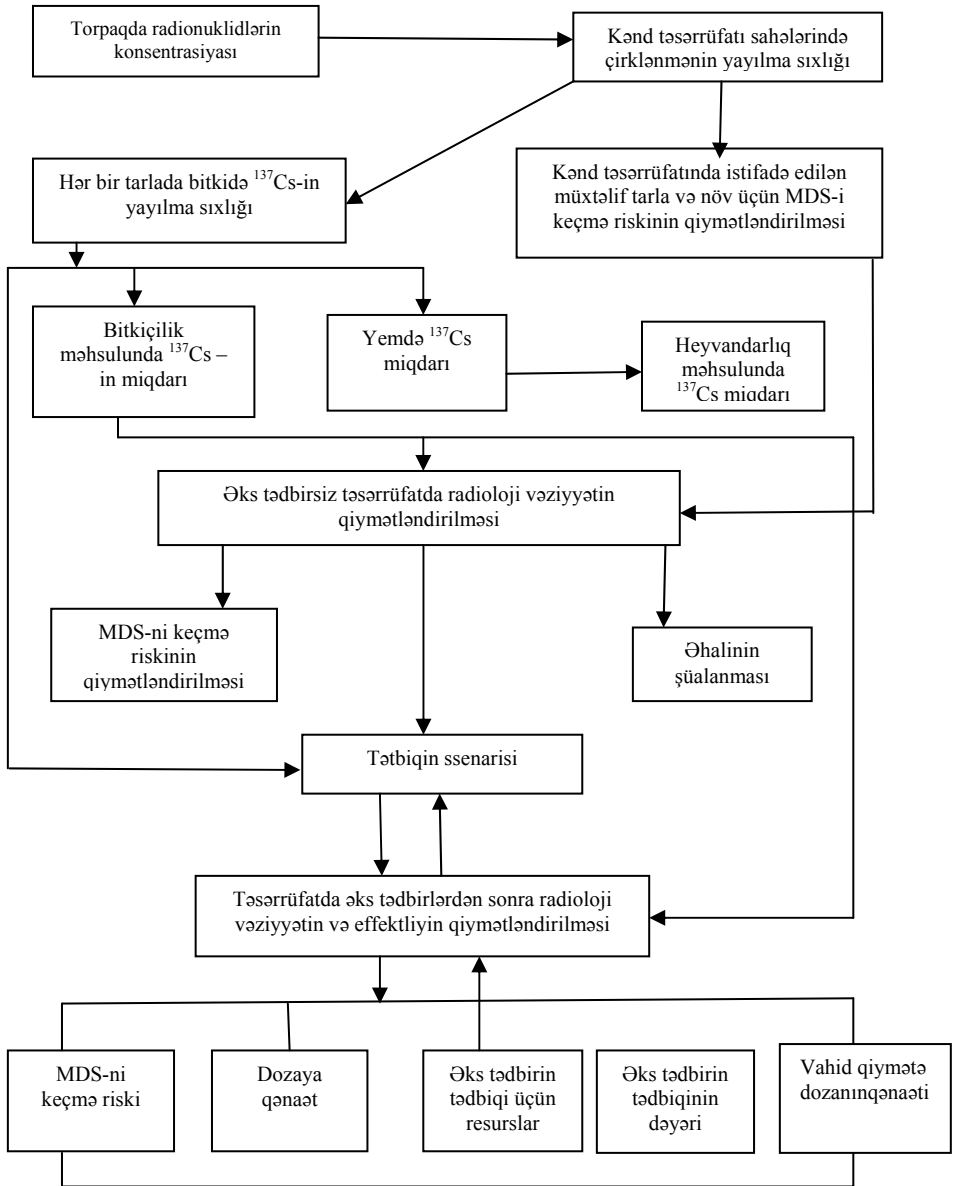 Torpaqda radionuklidlərin
konsentrasiyası
Kənd təsərrüfatı sahələrində
çirklənmənin yayılma sıxlığı
Hər bir tarlada bitkidə ¹³⁷Cs-in
yayılma sıxlığı
Kənd təsərrüfatında istifadə edilən
müxtəlif tarla və növ üçün MDS-i
keçmə riskinin qiymətləndirilməsi
Bitkiçilik
məhsulunda ¹³⁷Cs –
in miqdarı
Yemdə ¹³⁷Cs
miqdarı
Heyvandarlıq
məhsulunda
¹³⁷Cs miqdarı
Əks tədbirsiz təsərrüfatda radioloji vəziyyətin
qiymətləndirilməsi
MDS-ni keçmə
riskinin
qiymətləndirilməsi
Əhalinin
şüalanması
Tətbiqin ssenarisi
Təsərrüfatda əks tədbirlərdən sonra radioloji
vəziyyətin və effektliyin qiymətləndirilməsi
MDS-ni
keçmə riski
Dozaya
qənaət
Əks tədbirin
tədbiqi üçün
resurslar
Əks tədbirin
tədbiqinin
dəyəri
Vahid qiymətə
dozanınqənaəti